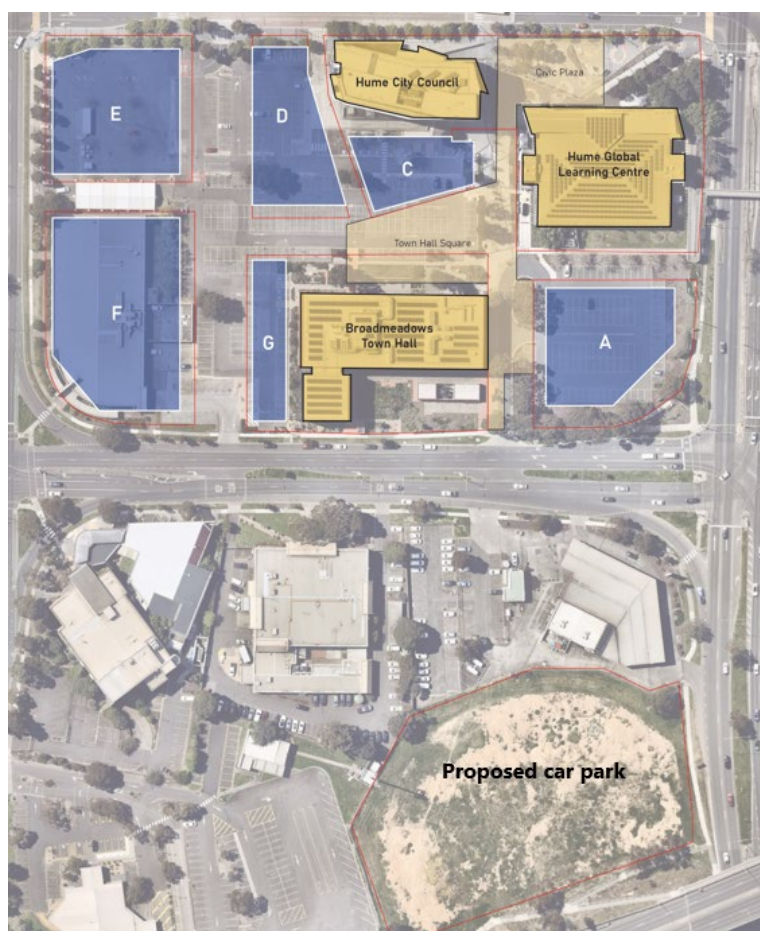 E
D
Hume City Council
Civic Plaza
C
Hume Global
Learning Centre
Town Hall Square
F
G
Broadmeadows
Town Hall
A
Proposed car park